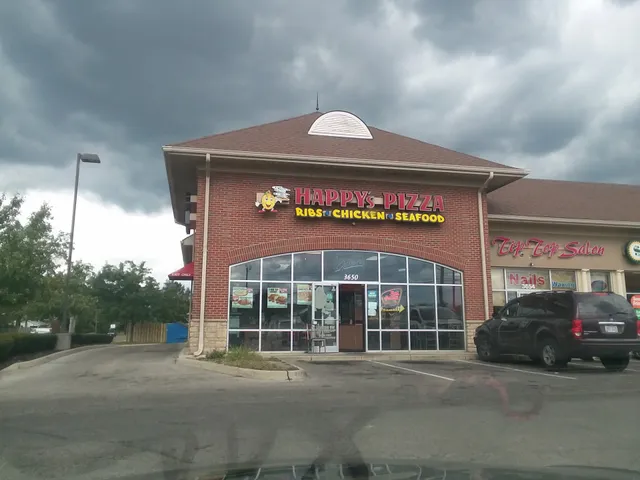 HAPPY's PIZZA
RIBS N CHICKEN N SEAFOOD
3650
Tip Top Salon
Nails